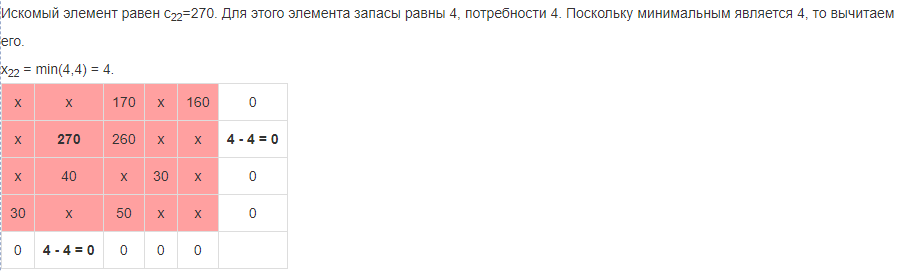 Искомый элемент равен c22=270. Для этого элемента запасы равны 4, потребности 4. Поскольку минимальным является 4, то вычитаем
его.
x22 = min(4,4) = 4.
x x 170 x 160 0
x 270 260 x x 4 - 4 = 0
x 40 x 30 x 0
30 x 50 x x 0
0 4 - 4 = 0 0 0 0